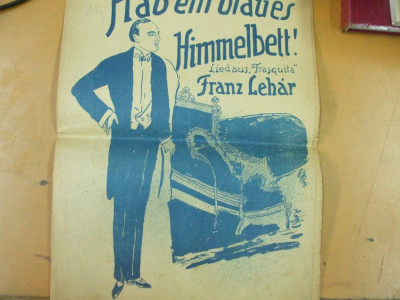 Hab ein blaues
Himmelbett!
Lied aus „Frasquita“
Franz Lehár